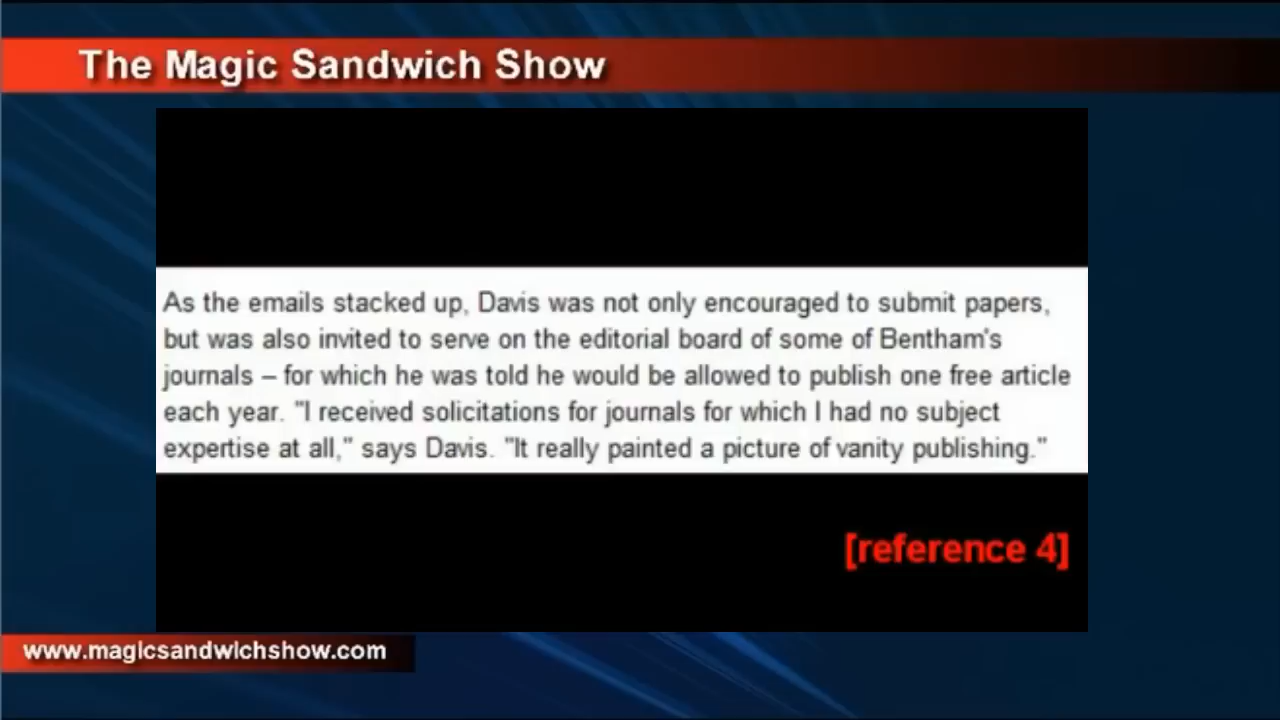 The Magic Sandwich Show
As the emails stacked up, Davis was not only encouraged to submit papers,
but was also invited to serve on the editorial board of some of Bentham's
journals – for which he was told he would be allowed to publish one free article
each year. "I received solicitations for journals for which I had no subject
expertise at all," says Davis. "It really painted a picture of vanity publishing."
[reference 4]
www.magicsandwichshow.com